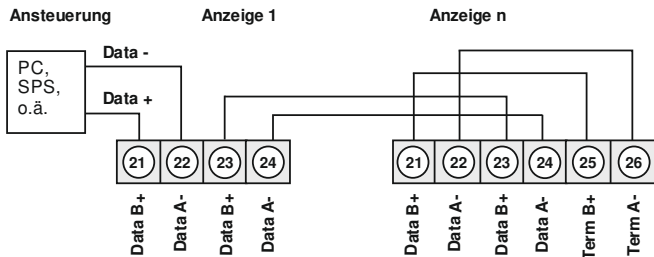 Ansteuerung Anzeige 1 Anzeige n
Data -
PC,
SPS,
o.ä.
Data +
21 22 23 24 21 22 23 24 25 26
Data B+ Data A- Data B+ Data A- Data B+ Data A- Data B+ Data A- Term B+ Term A-